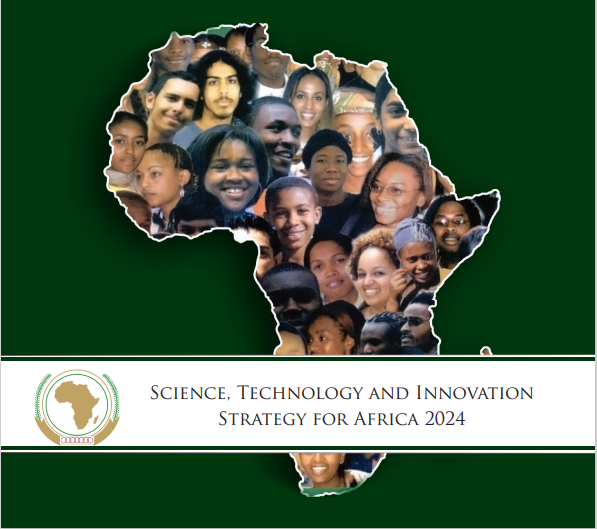 Science, Technology and Innovation
Strategy for Africa 2024